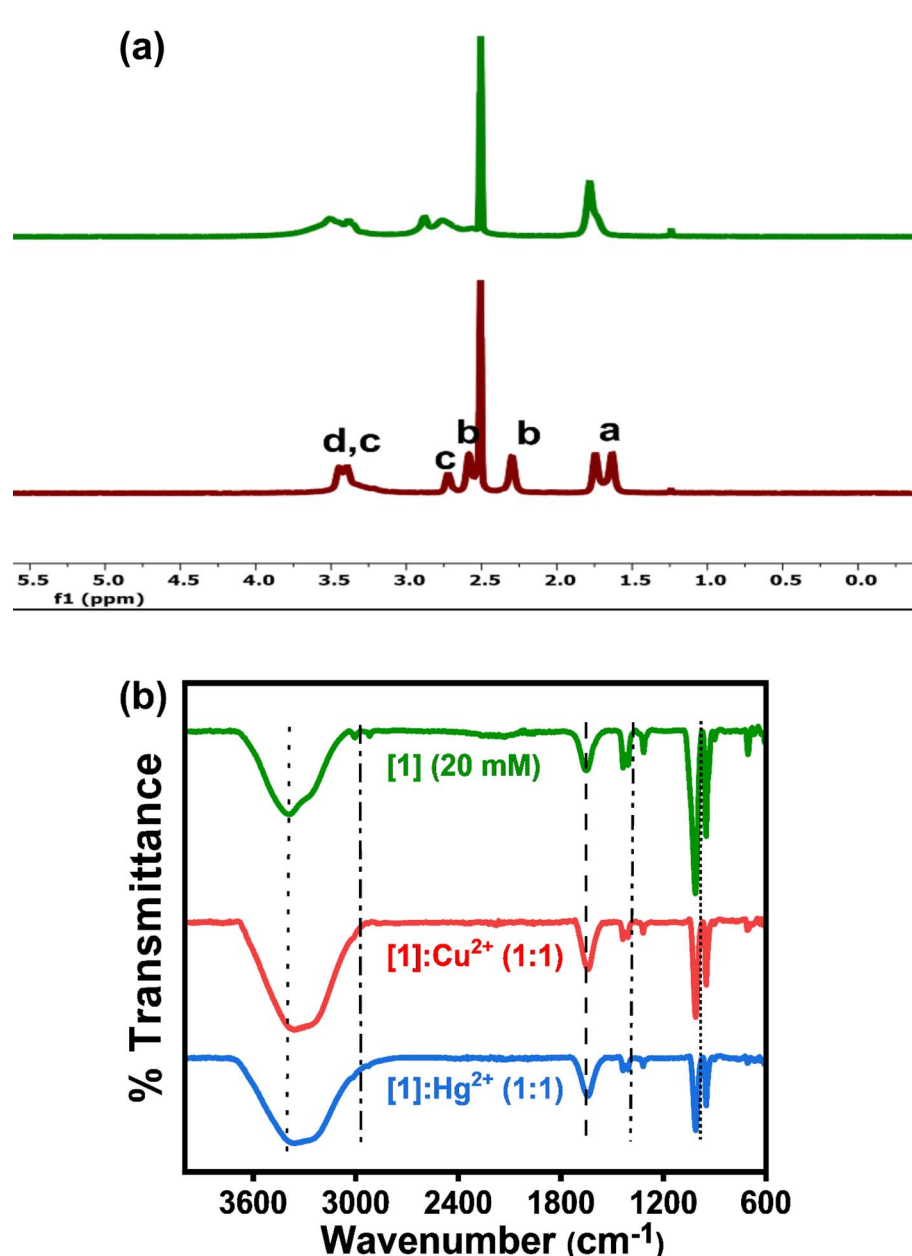 (a)
d,c
b
c
b
a
5.5 5.0 4.5 4.0 3.5 3.0 2.5 2.0 1.5 1.0 0.5 0.0
f1 (ppm)
(b)
% Transmittance
[1] (20 mM)
[1]:Cu²⁺ (1:1)
[1]:Hg²⁺ (1:1)
3600 3000 2400 1800 1200 600
Wavenumber (cm⁻¹)